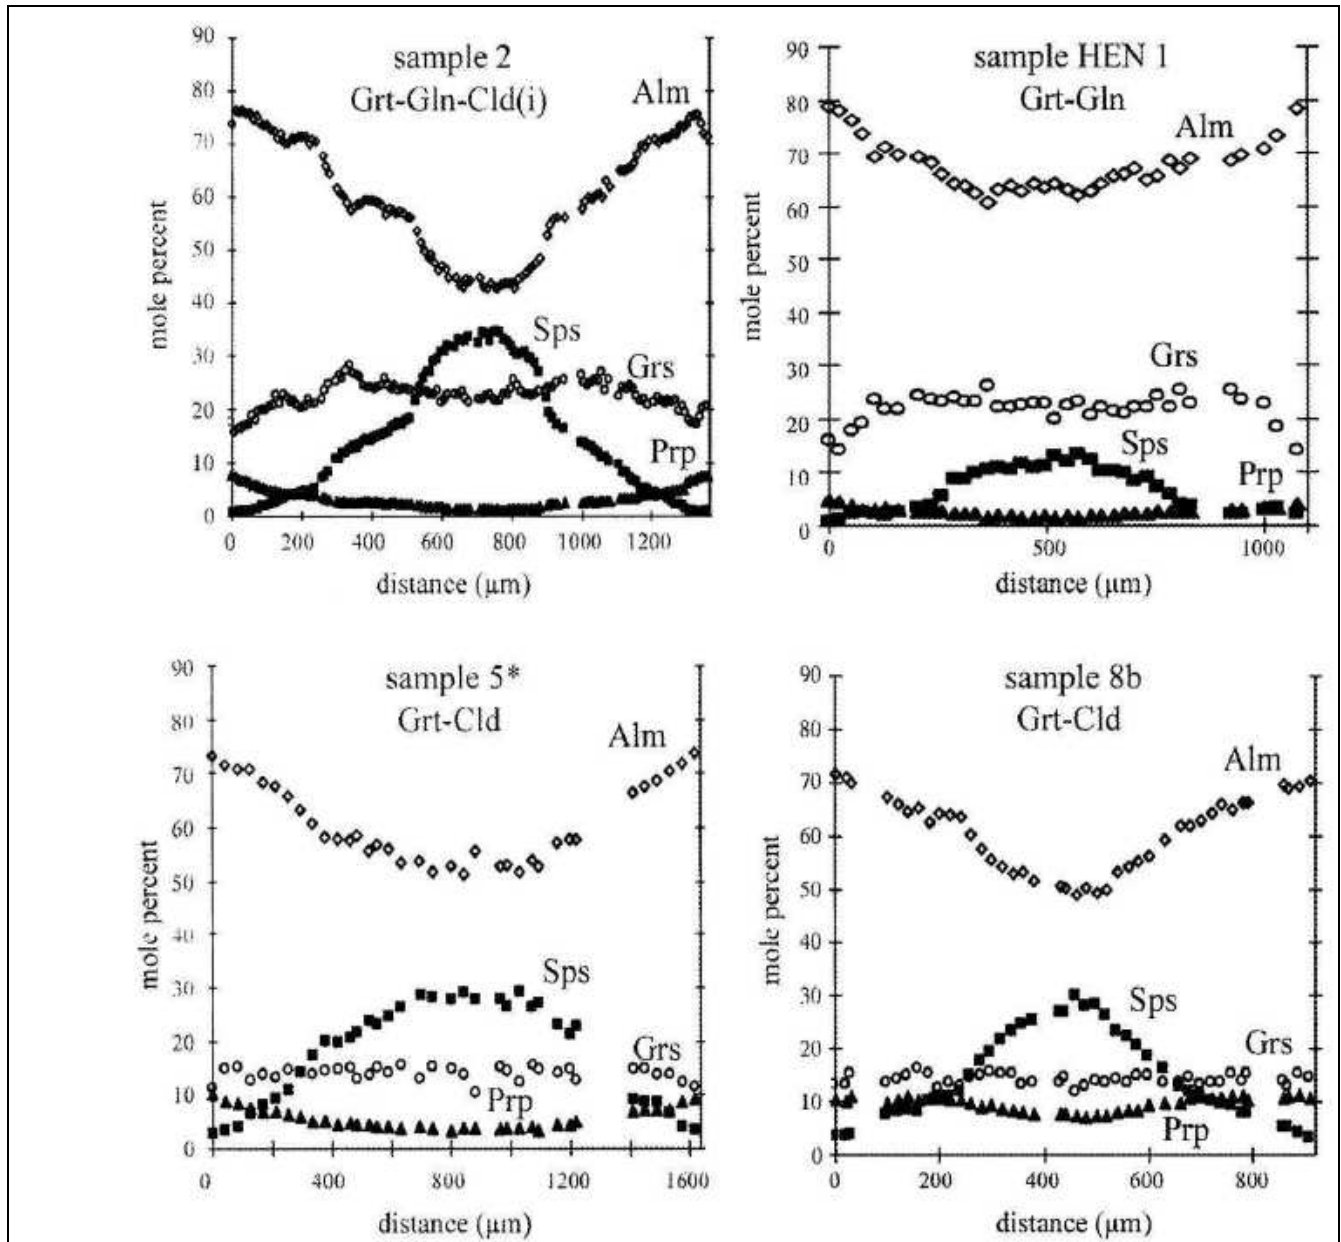 sample 2
Grt-Gln-Cld(i)
Alm
Sps
Grs
Prp
mole percent
90
80
70
60
50
40
30
20
10
0
0 200 400 600 800 1000 1200
distance (µm)
sample HEN 1
Grt-Gln
Alm
Grs
Sps
Prp
mole percent
90
80
70
60
50
40
30
20
10
0
0 500 1000
distance (µm)
sample 5*
Grt-Cld
Alm
Sps
Grs
Prp
mole percent
90
80
70
60
50
40
30
20
10
0
0 400 800 1200 1600
distance (µm)
sample 8b
Grt-Cld
Alm
Sps
Grs
Prp
mole percent
90
80
70
60
50
40
30
20
10
0
0 200 400 600 800
distance (µm)